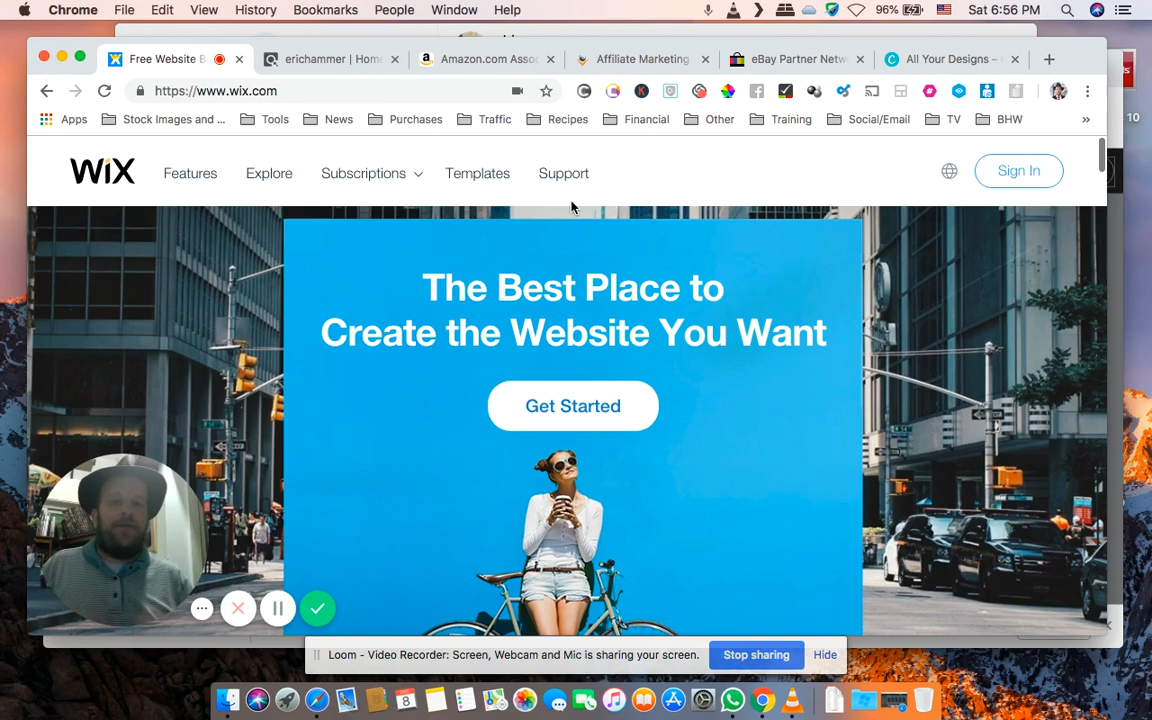 Chrome File Edit View History Bookmarks People Window Help 96% Sat 6:56 PM
Free Website B erichammer | Hom Amazon.com Asso Affiliate Marketing eBay Partner Netw All Your Designs –
https://www.wix.com
Apps Stock Images and ... Tools News Purchases Traffic Recipes Financial Other Training Social/Email TV BHW »
10
WiX Features Explore Subscriptions Templates Support Sign In
The Best Place to
Create the Website You Want
Get Started
Loom - Video Recorder: Screen, Webcam and Mic is sharing your screen. Stop sharing Hide
8